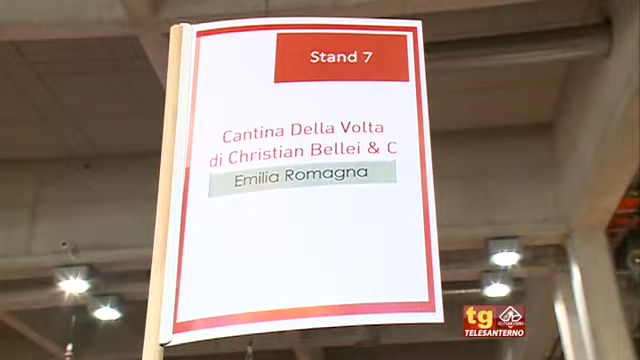 Stand 7
Cantina Della Volta
di Christian Bellei & C
Emilia Romagna
tg
TELESANTERNO